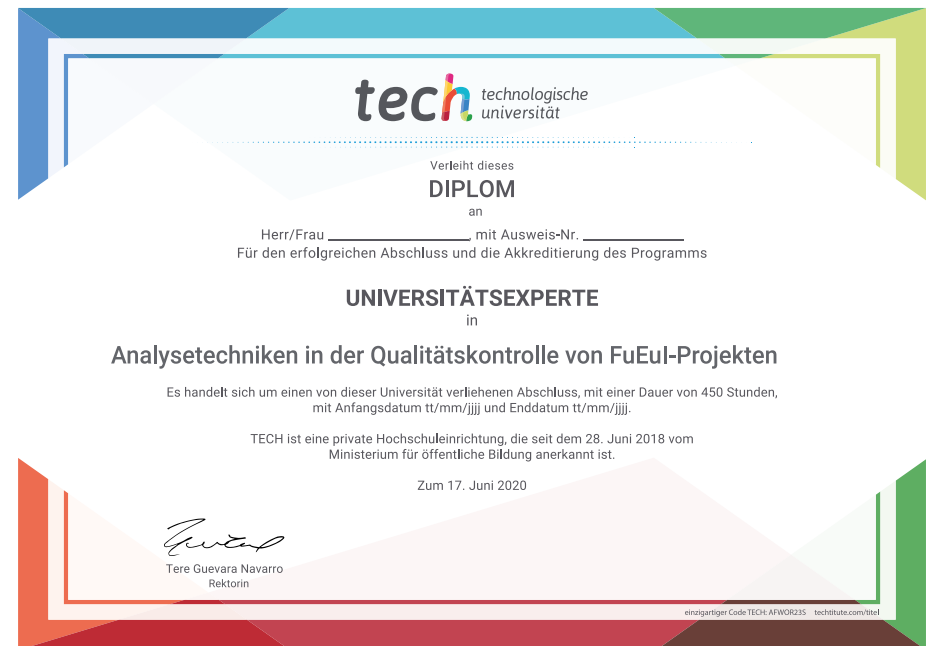 tech technologische
universität
Verleiht dieses
DIPLOM
an
Herr/Frau ____________, mit Ausweis-Nr. ____________
Für den erfolgreichen Abschluss und die Akkreditierung des Programms
UNIVERSITÄTSEXPERTE
in
Analysetechniken in der Qualitätskontrolle von FuEuI-Projekten
Es handelt sich um einen von dieser Universität verliehenen Abschluss, mit einer Dauer von 450 Stunden,
mit Anfangsdatum tt/mm/jjjj und Enddatum tt/mm/jjjj.
TECH ist eine private Hochschuleinrichtung, die seit dem 28. Juni 2018 vom
Ministerium für öffentliche Bildung anerkannt ist.
Zum 17. Juni 2020
Tere Guevara Navarro
Rektorin
einzigartiger Code TECH: AFWOR23S techtitute.com/titel